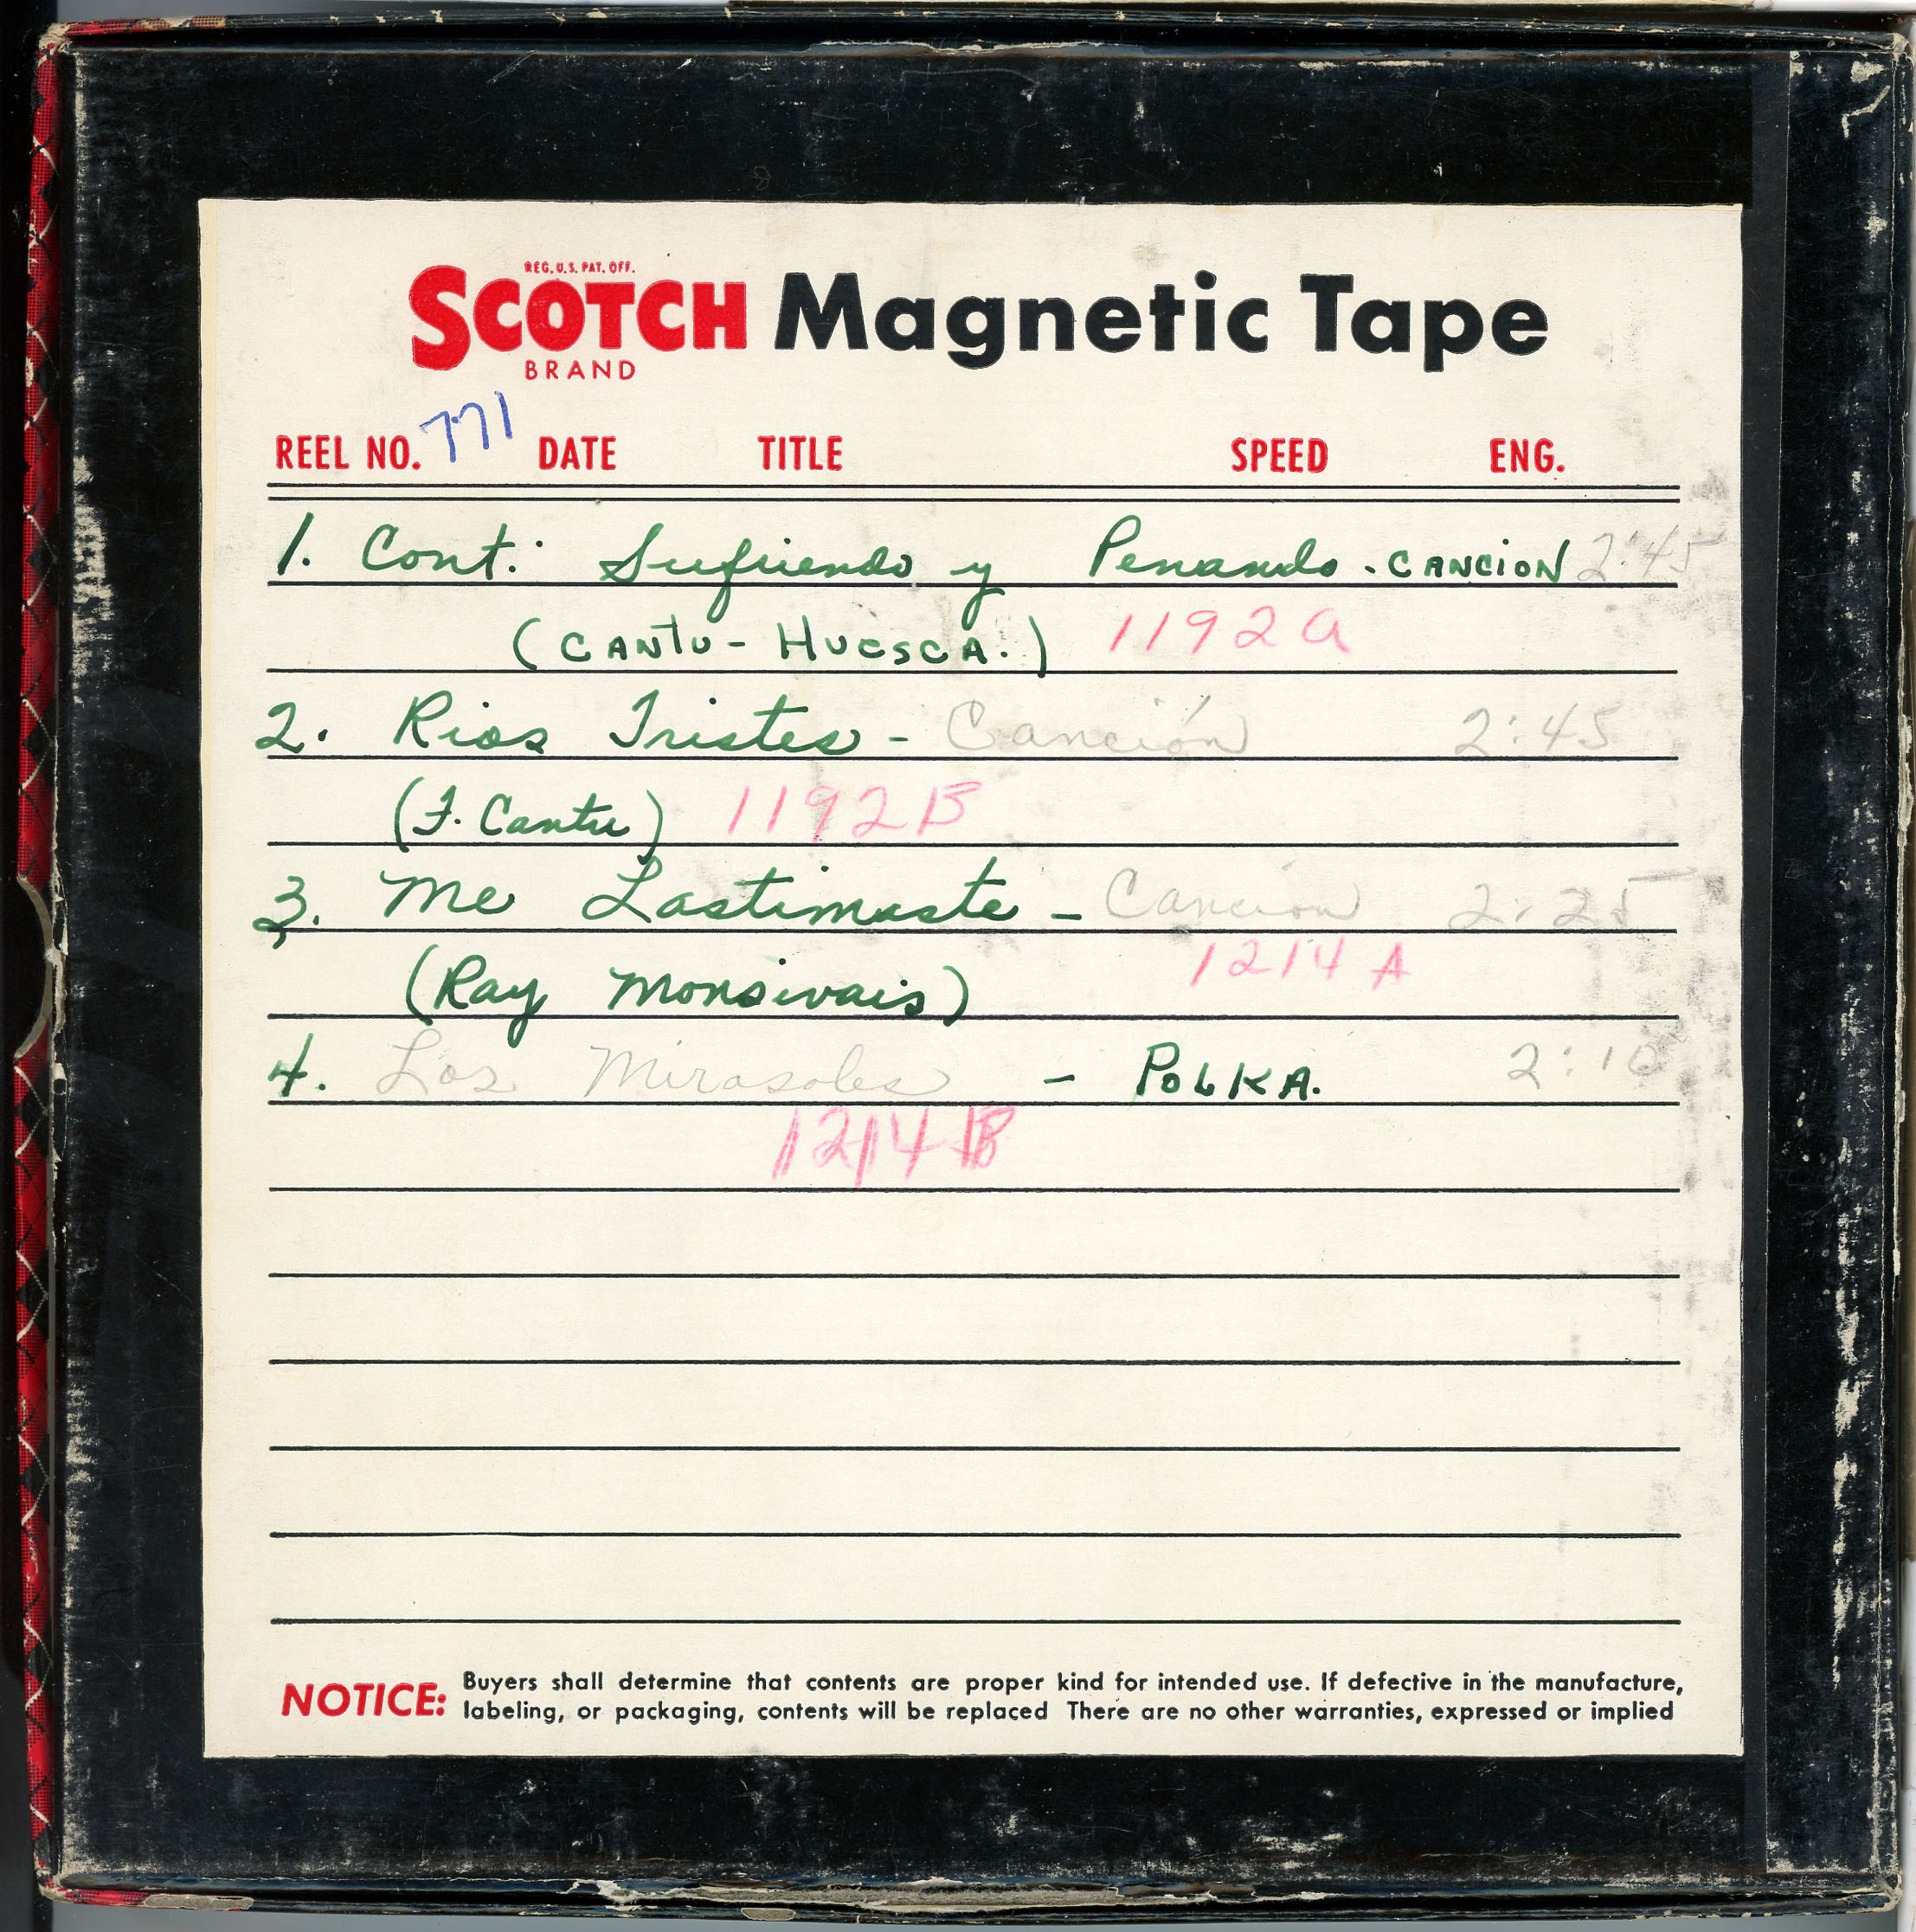 REG. U.S. PAT. OFF.
SCOTCH Magnetic Tape
BRAND
REEL NO. 771 DATE TITLE SPEED ENG.
1. Cont: Sufriendo y Penando - CANCION 2:45
(CANTU - HUESCA.) 1192 a
2. Rios Tristes - Canción 2:45
(F. Cantu) 1192 B
3. Me Lastimaste - Cancion 2:25
(Ray Monsivais) 1214 A
4. Los Mirasoles - POLKA. 2:10
1214 B
NOTICE: Buyers shall determine that contents are proper kind for intended use. If defective in the manufacture,
labeling, or packaging, contents will be replaced There are no other warranties, expressed or implied